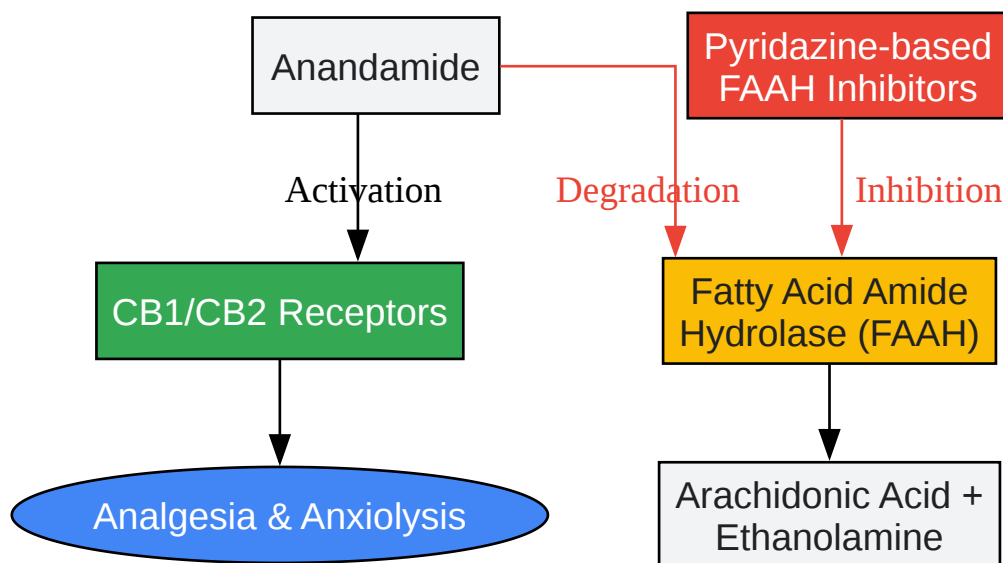 Anandamide
Pyridazine-based
FAAH Inhibitors
Activation
Degradation
Inhibition
CB1/CB2 Receptors
Fatty Acid Amide
Hydrolase (FAAH)
Analgesia & Anxiolysis
Arachidonic Acid +
Ethanolamine